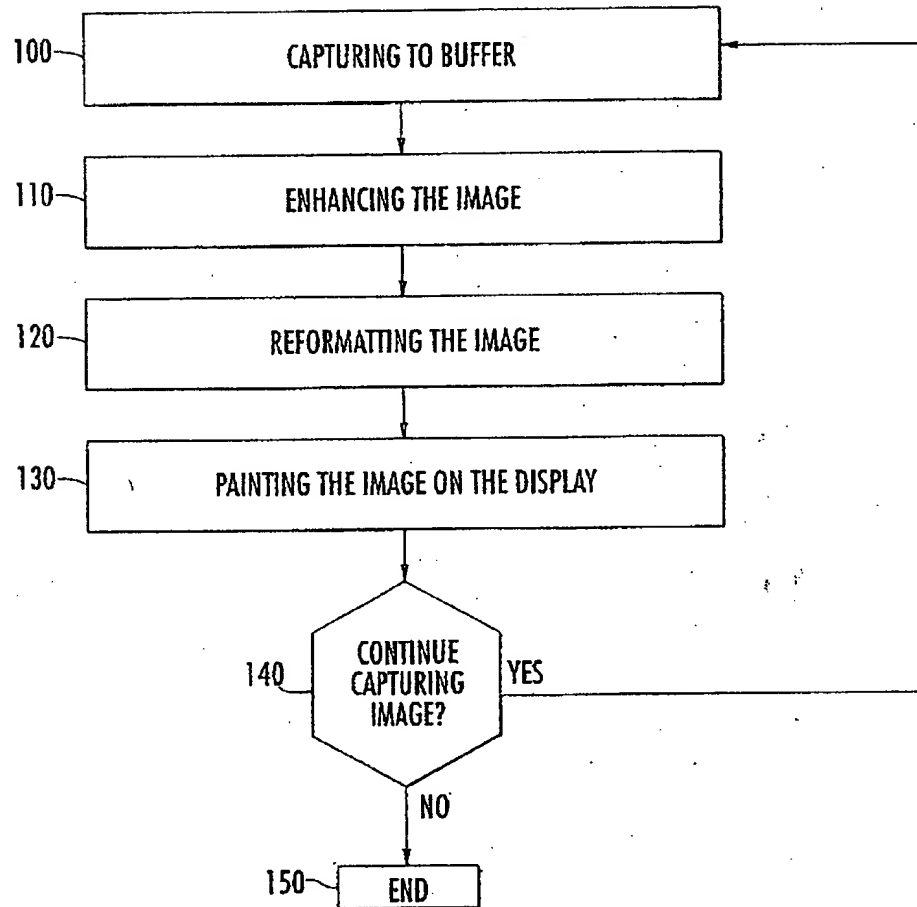 100
CAPTURING TO BUFFER
110
ENHANCING THE IMAGE
120
REFORMATTING THE IMAGE
130
PAINTING THE IMAGE ON THE DISPLAY
140
CONTINUE
CAPTURING
IMAGE?
YES
NO
150
END